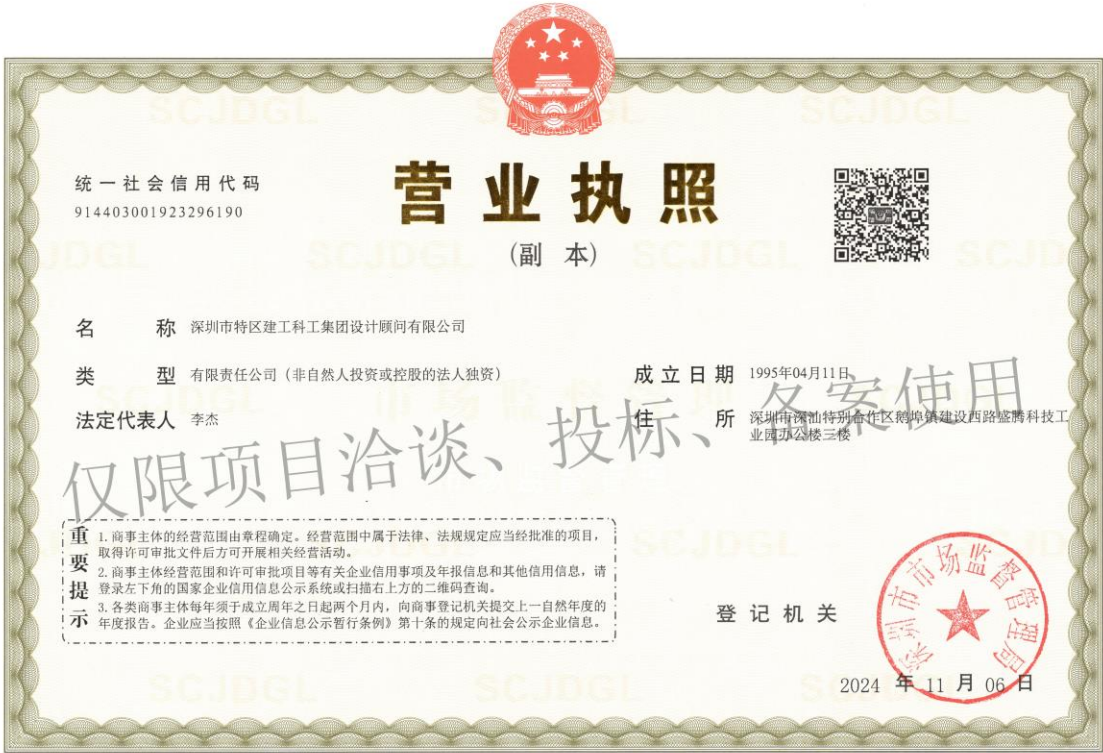 统一社会信用代码
914403001923296190
营业执照
(副 本)
名 称 深圳市特区建工科工集团设计顾问有限公司
类 型 有限责任公司（非自然人投资或控股的法人独资）
法定代表人 李杰
成立日期 1995年04月11日
住 所 深圳市深汕特别合作区鹅埠镇建设西路盛腾科技工
业园办公楼三楼
仅限项目洽谈、投标、备案使用
重要提示
1. 商事主体的经营范围由章程确定。经营范围中属于法律、法规规定应当经批准的项目，
取得许可审批文件后方可开展相关经营活动。
2. 商事主体经营范围和许可审批项目等有关企业信用事项及年报信息和其他信用信息，请
登录左下角的国家企业信用信息公示系统或扫描右上方的二维码查询。
3. 各类商事主体每年须于成立周年之日起两个月内，向商事登记机关提交上一自然年度的
年度报告。企业应当按照《企业信息公示暂行条例》第十条的规定向社会公示企业信息。
登记机关
深圳市市场监督管理局
2024 年 11 月 06 日
SCJDGL
SCJDGL
SCJDGL
SCJDGL
SCJDGL
SCJDGL
SCJDGL
SCJDGL
市场监督管理
SCJDGL
SCJDGL
SCJDGL